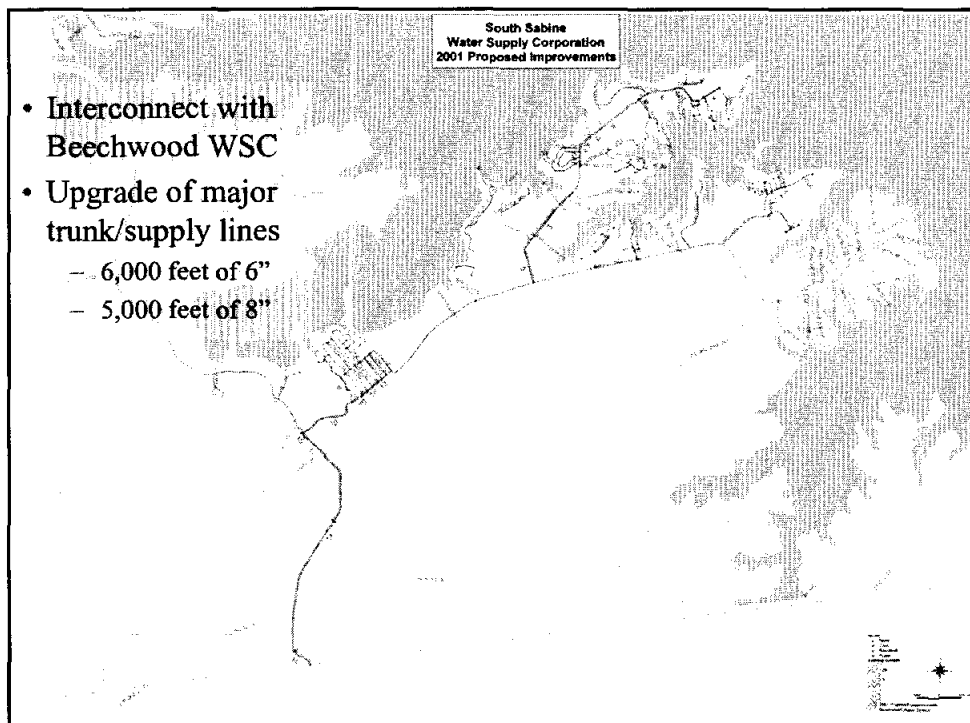 South Sabine
Water Supply Corporation
2001 Proposed Improvements
• Interconnect with
Beechwood WSC
• Upgrade of major
trunk/supply lines
– 6,000 feet of 6”
– 5,000 feet of 8”